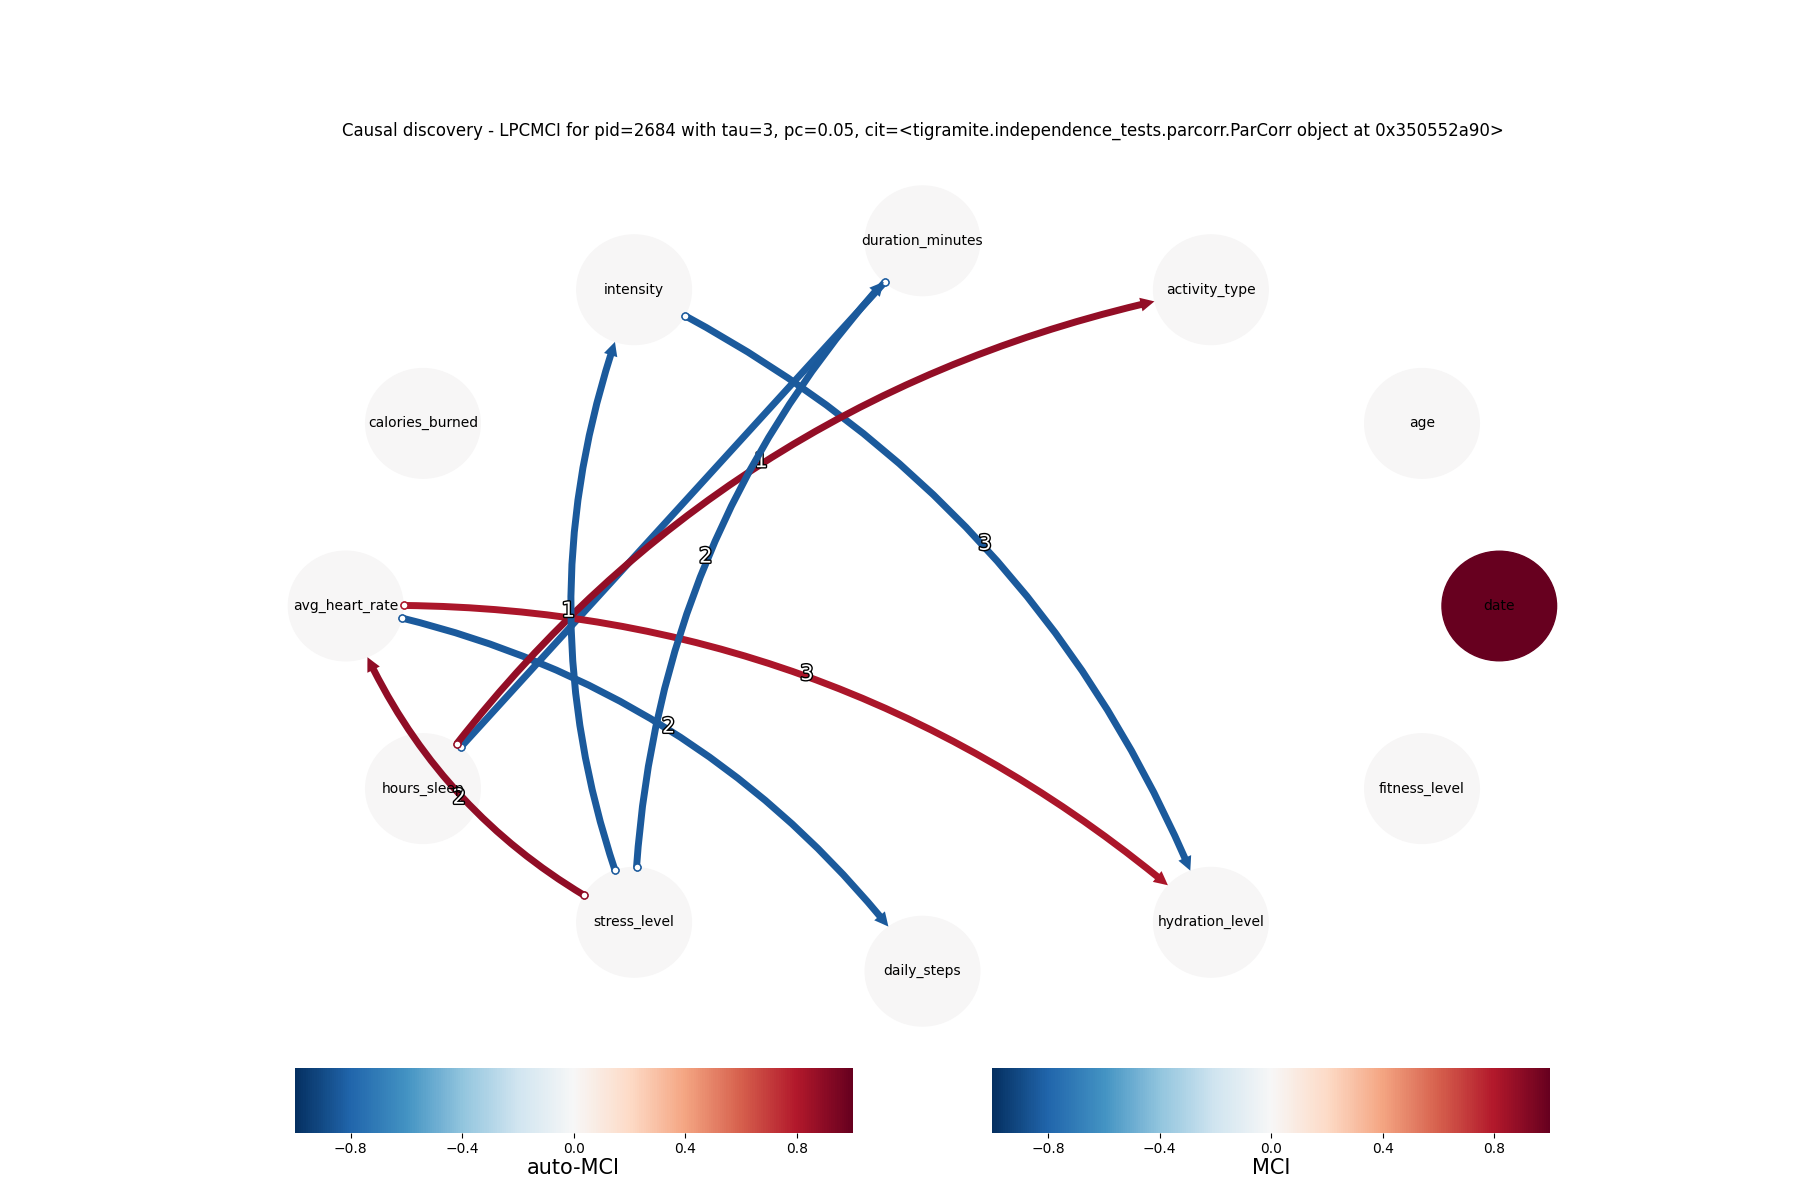 Causal discovery - LPCMCI for pid=2684 with tau=3, pc=0.05, cit=<tigramite.independence_tests.parcorr.ParCorr object at 0x350552a90>
duration_minutes
intensity
activity_type
calories_burned
age
1
3
2
avg_heart_rate
1
date
3
2
hours_sleep
2
fitness_level
stress_level
hydration_level
daily_steps
−0.8 −0.4 0.0 0.4 0.8
auto-MCI
−0.8 −0.4 0.0 0.4 0.8
MCI